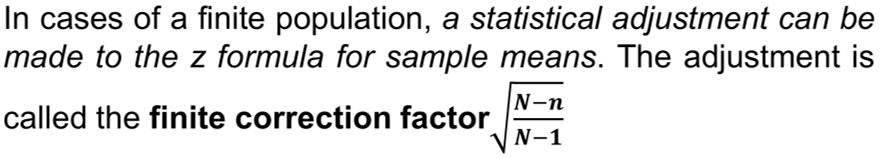 In cases of a finite population, a statistical adjustment can be
made to the z formula for sample means. The adjustment is
called the finite correction factor √((N−n)/(N−1))